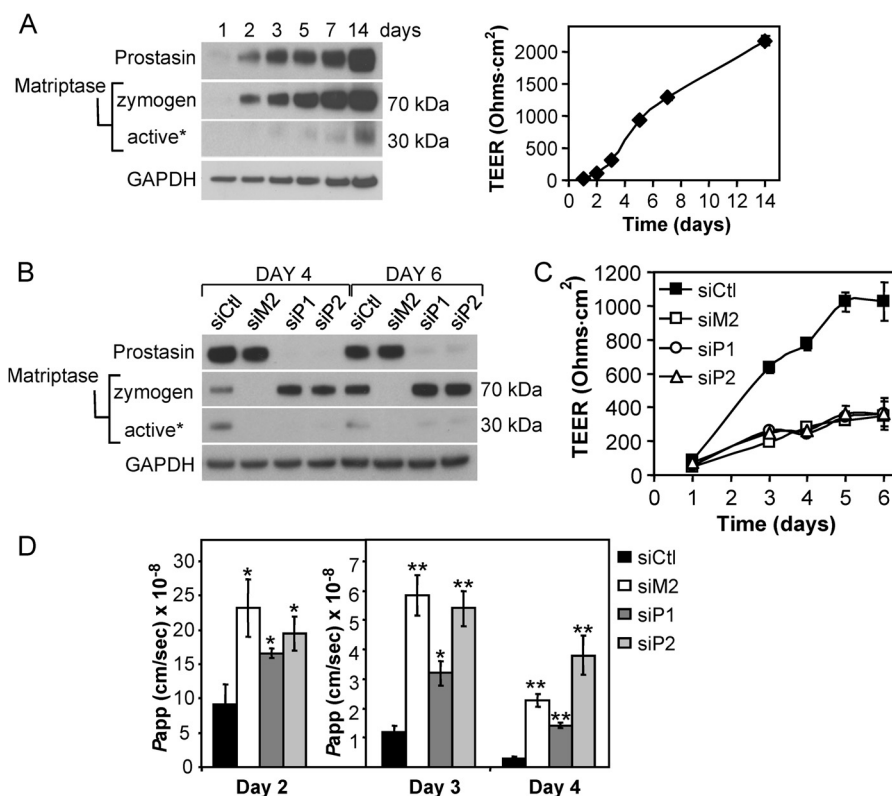 A
1 2 3 5 7 14 days
Prostasin
Matriptase
zymogen
70 kDa
active*
30 kDa
GAPDH
TEER (Ohms·cm²)
2000
1500
1000
500
0
0 2 4 6 8 10 12 14
Time (days)
B
DAY 4 DAY 6
siCtl siM2 siP1 siP2 siCtl siM2 siP1 siP2
Prostasin
Matriptase
zymogen
70 kDa
active*
30 kDa
GAPDH
C
siCtl
siM2
siP1
siP2
TEER (Ohms·cm²)
1200
1000
800
600
400
200
0
0 1 2 3 4 5 6
Time (days)
D
Papp (cm/sec) x 10⁻⁸
30
25
20
15
10
5
0
*
*
*
Day 2
Papp (cm/sec) x 10⁻⁸
7
6
5
4
3
2
1
**
*
**
**
**
**
Day 3 Day 4
siCtl
siM2
siP1
siP2